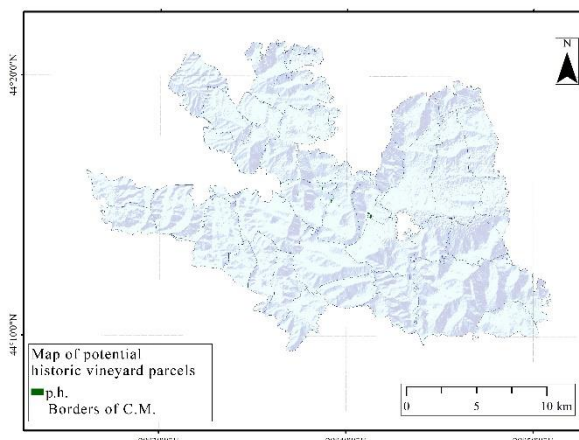 N
44°20'0"N
44°10'0"N
Map of potential
historic vineyard parcels
p.h.
Borders of C.M.
0 5 10 km